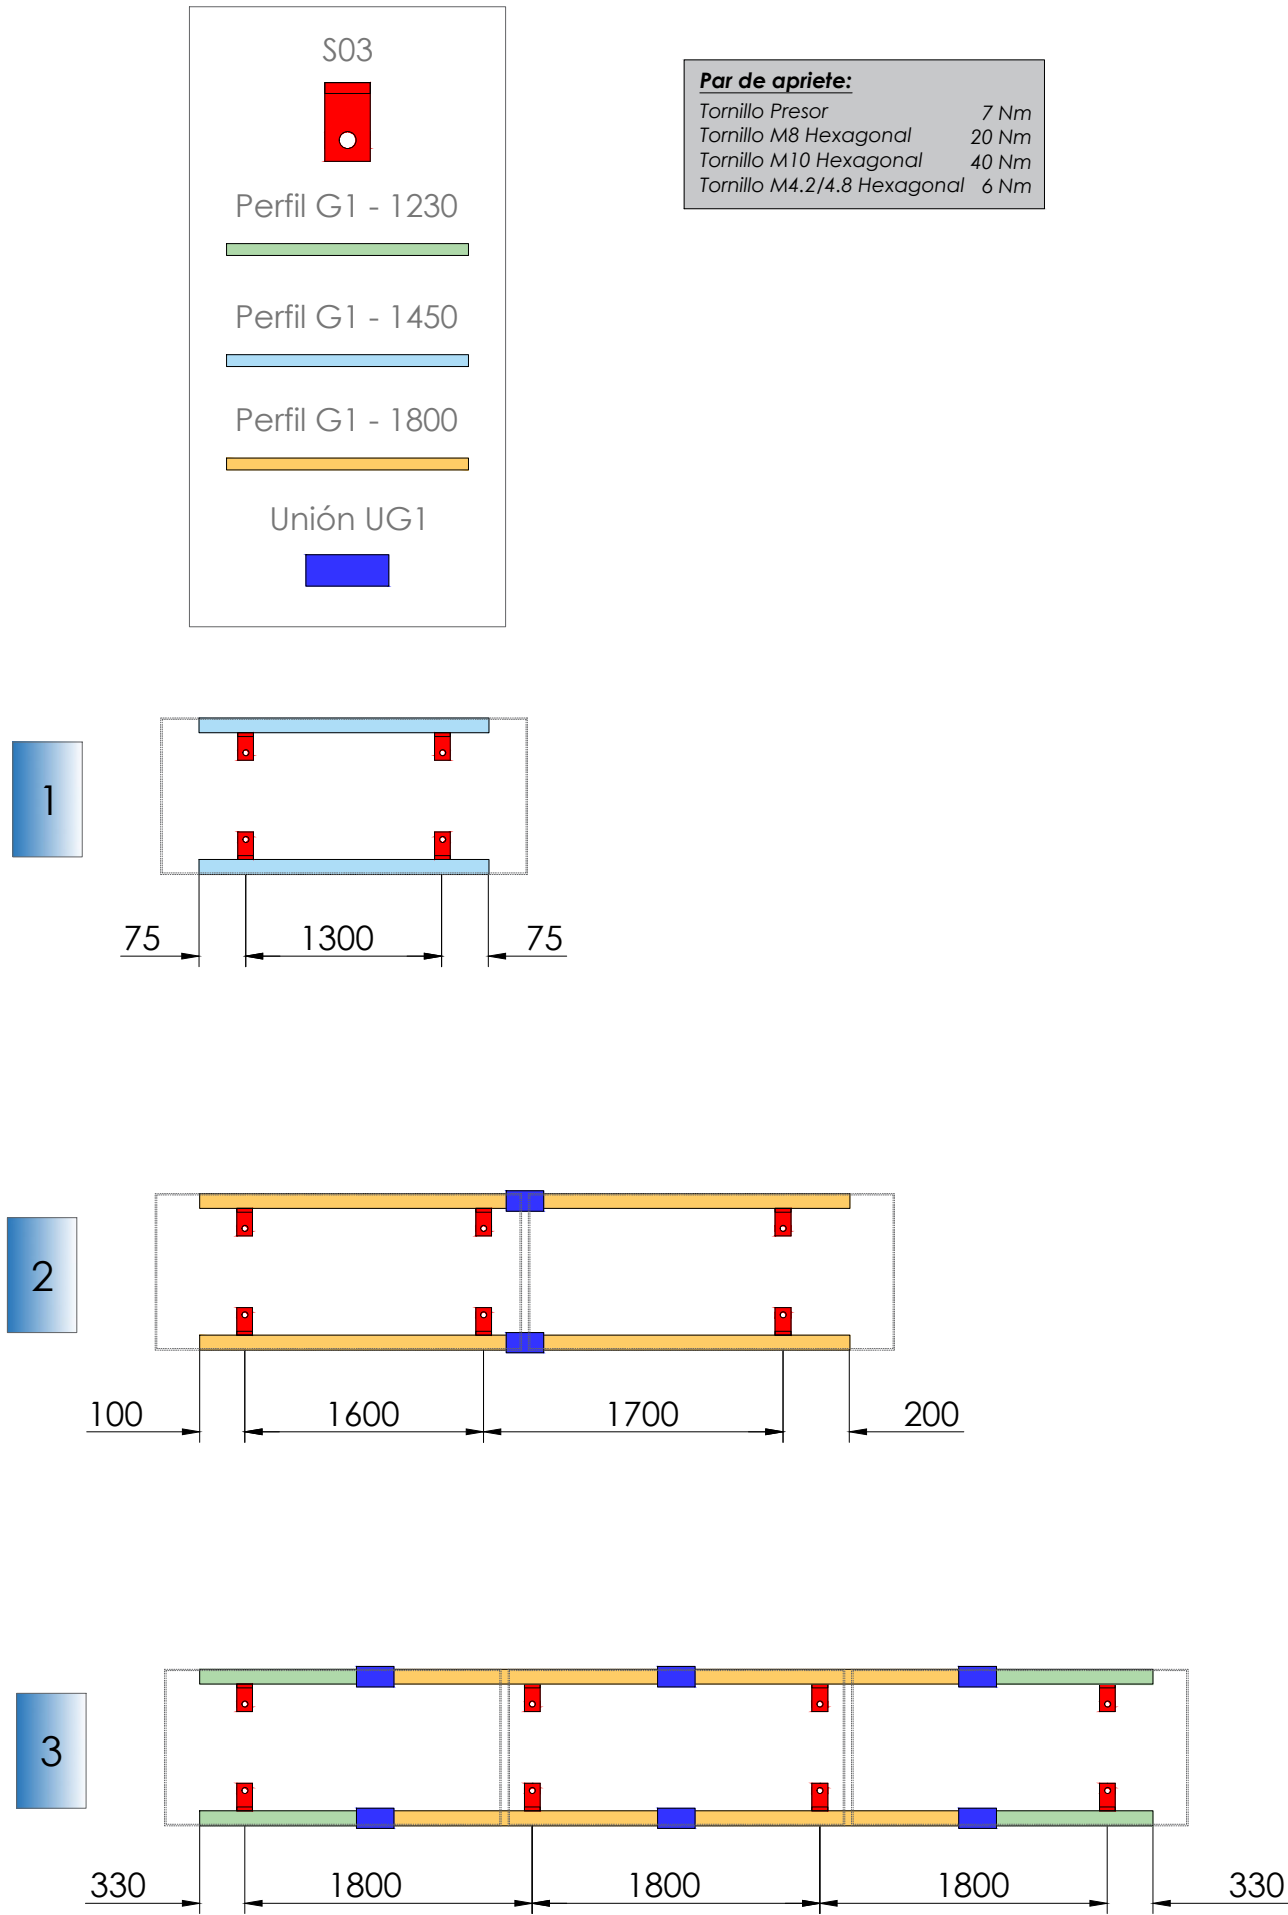 S03
Perfil G1 - 1230
Perfil G1 - 1450
Perfil G1 - 1800
Unión UG1
Par de apriete:
Tornillo Presor 7 Nm
Tornillo M8 Hexagonal 20 Nm
Tornillo M10 Hexagonal 40 Nm
Tornillo M4.2/4.8 Hexagonal 6 Nm
1
75 1300 75
2
100 1600 1700 200
3
330 1800 1800 1800 330